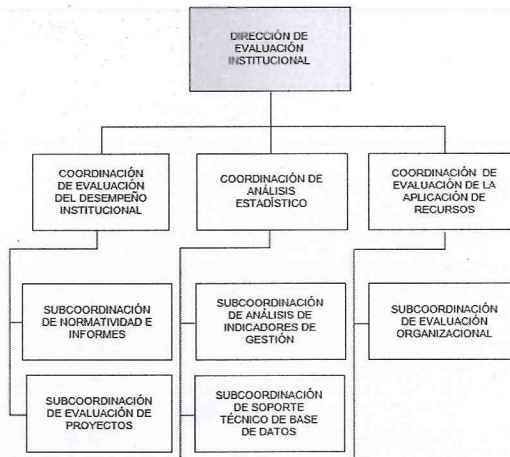 DIRECCIÓN DE
EVALUACIÓN
INSTITUCIONAL
COORDINACIÓN
DE EVALUACIÓN
DEL DESEMPEÑO
INSTITUCIONAL
COORDINACIÓN DE
ANÁLISIS
ESTADÍSTICO
COORDINACIÓN DE
EVALUACIÓN DE LA
APLICACIÓN DE
RECURSOS
SUBCOORDINACIÓN
DE NORMATIVIDAD E
INFORMES
SUBCOORDINACIÓN
DE ANÁLISIS DE
INDICADORES DE
GESTIÓN
SUBCOORDINACIÓN
DE EVALUACIÓN
ORGANIZACIONAL
SUBCOORDINACIÓN
DE EVALUACIÓN DE
PROYECTOS
SUBCOORDINACIÓN
DE SOPORTE
TÉCNICO DE BASE
DE DATOS